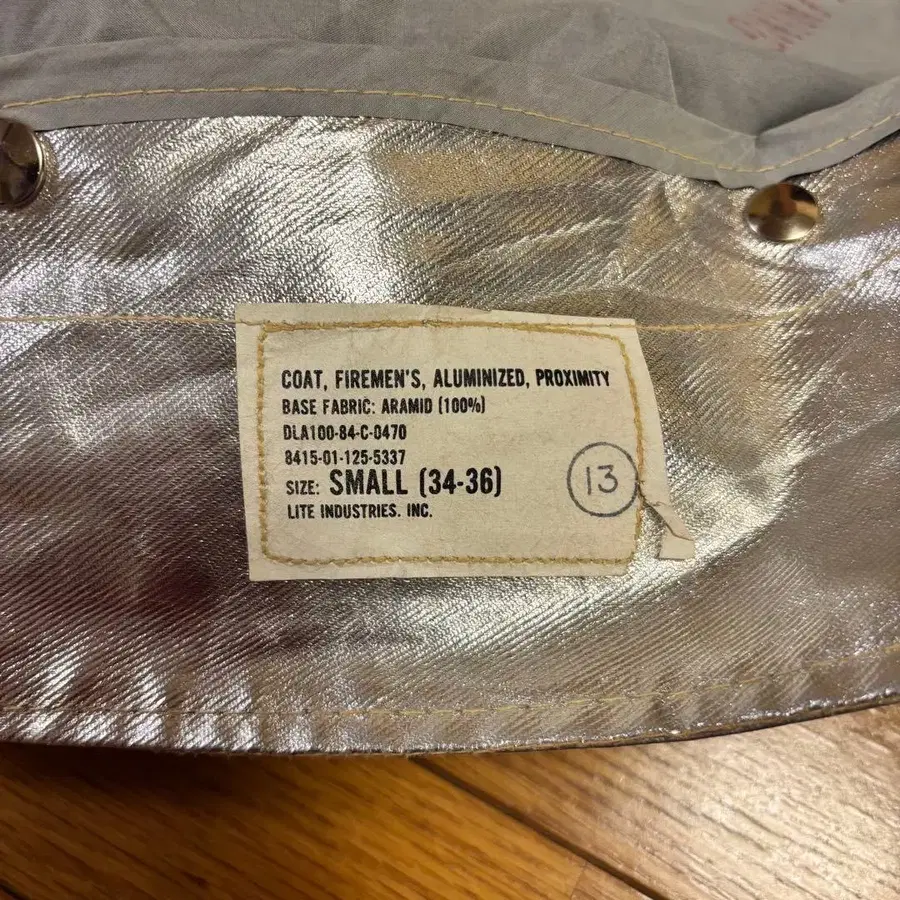 COAT, FIREMEN'S, ALUMINIZED, PROXIMITY
BASE FABRIC: ARAMID (100%)
DLA100-84-C-0470
8415-01-125-5337
SIZE: SMALL (34-36)
13
LITE INDUSTRIES. INC.